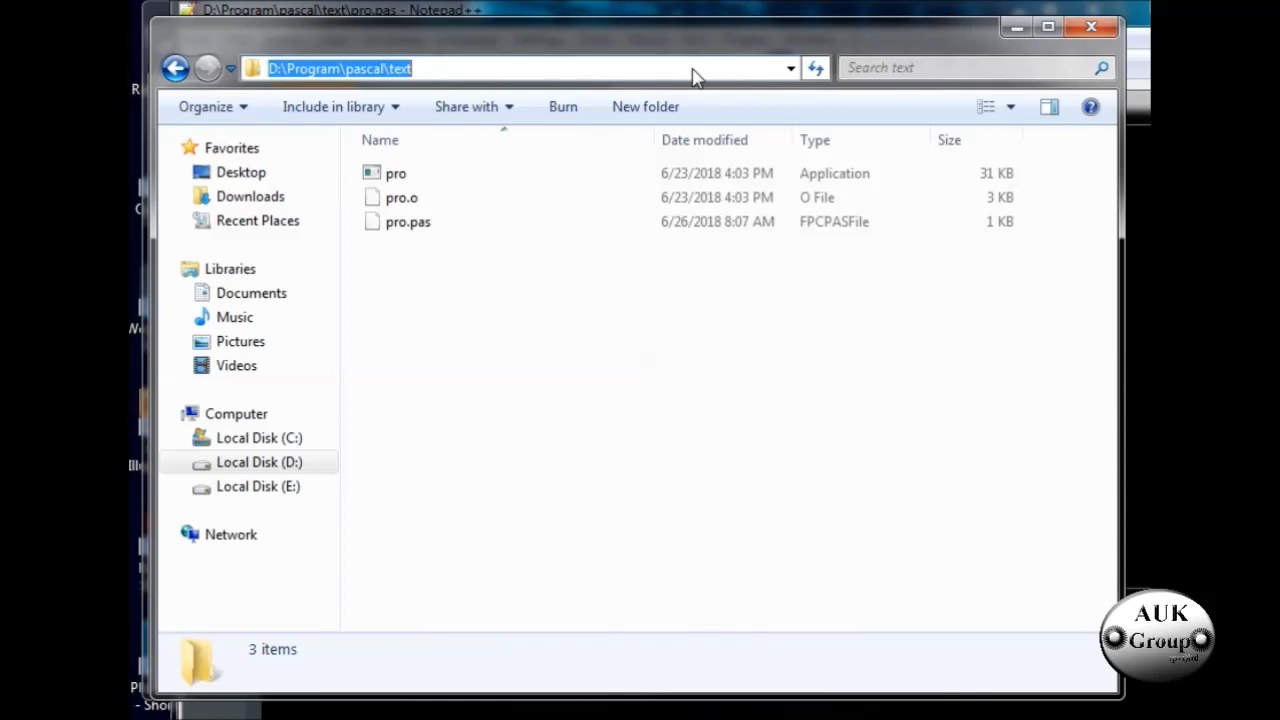 D:\Program\pascal\text\pro.pas - Notepad++
D:\Program\pascal\text
Search text
Organize
Include in library
Share with
Burn
New folder
Name
Date modified
Type
Size
Favorites
Desktop
Downloads
Recent Places
Libraries
Documents
Music
Pictures
Videos
Computer
Local Disk (C:)
Local Disk (D:)
Local Disk (E:)
Network
pro 6/23/2018 4:03 PM Application 31 KB
pro.o 6/23/2018 4:03 PM O File 3 KB
pro.pas 6/26/2018 8:07 AM FPCPASFile 1 KB
3 items
- Shor
AUK
Group